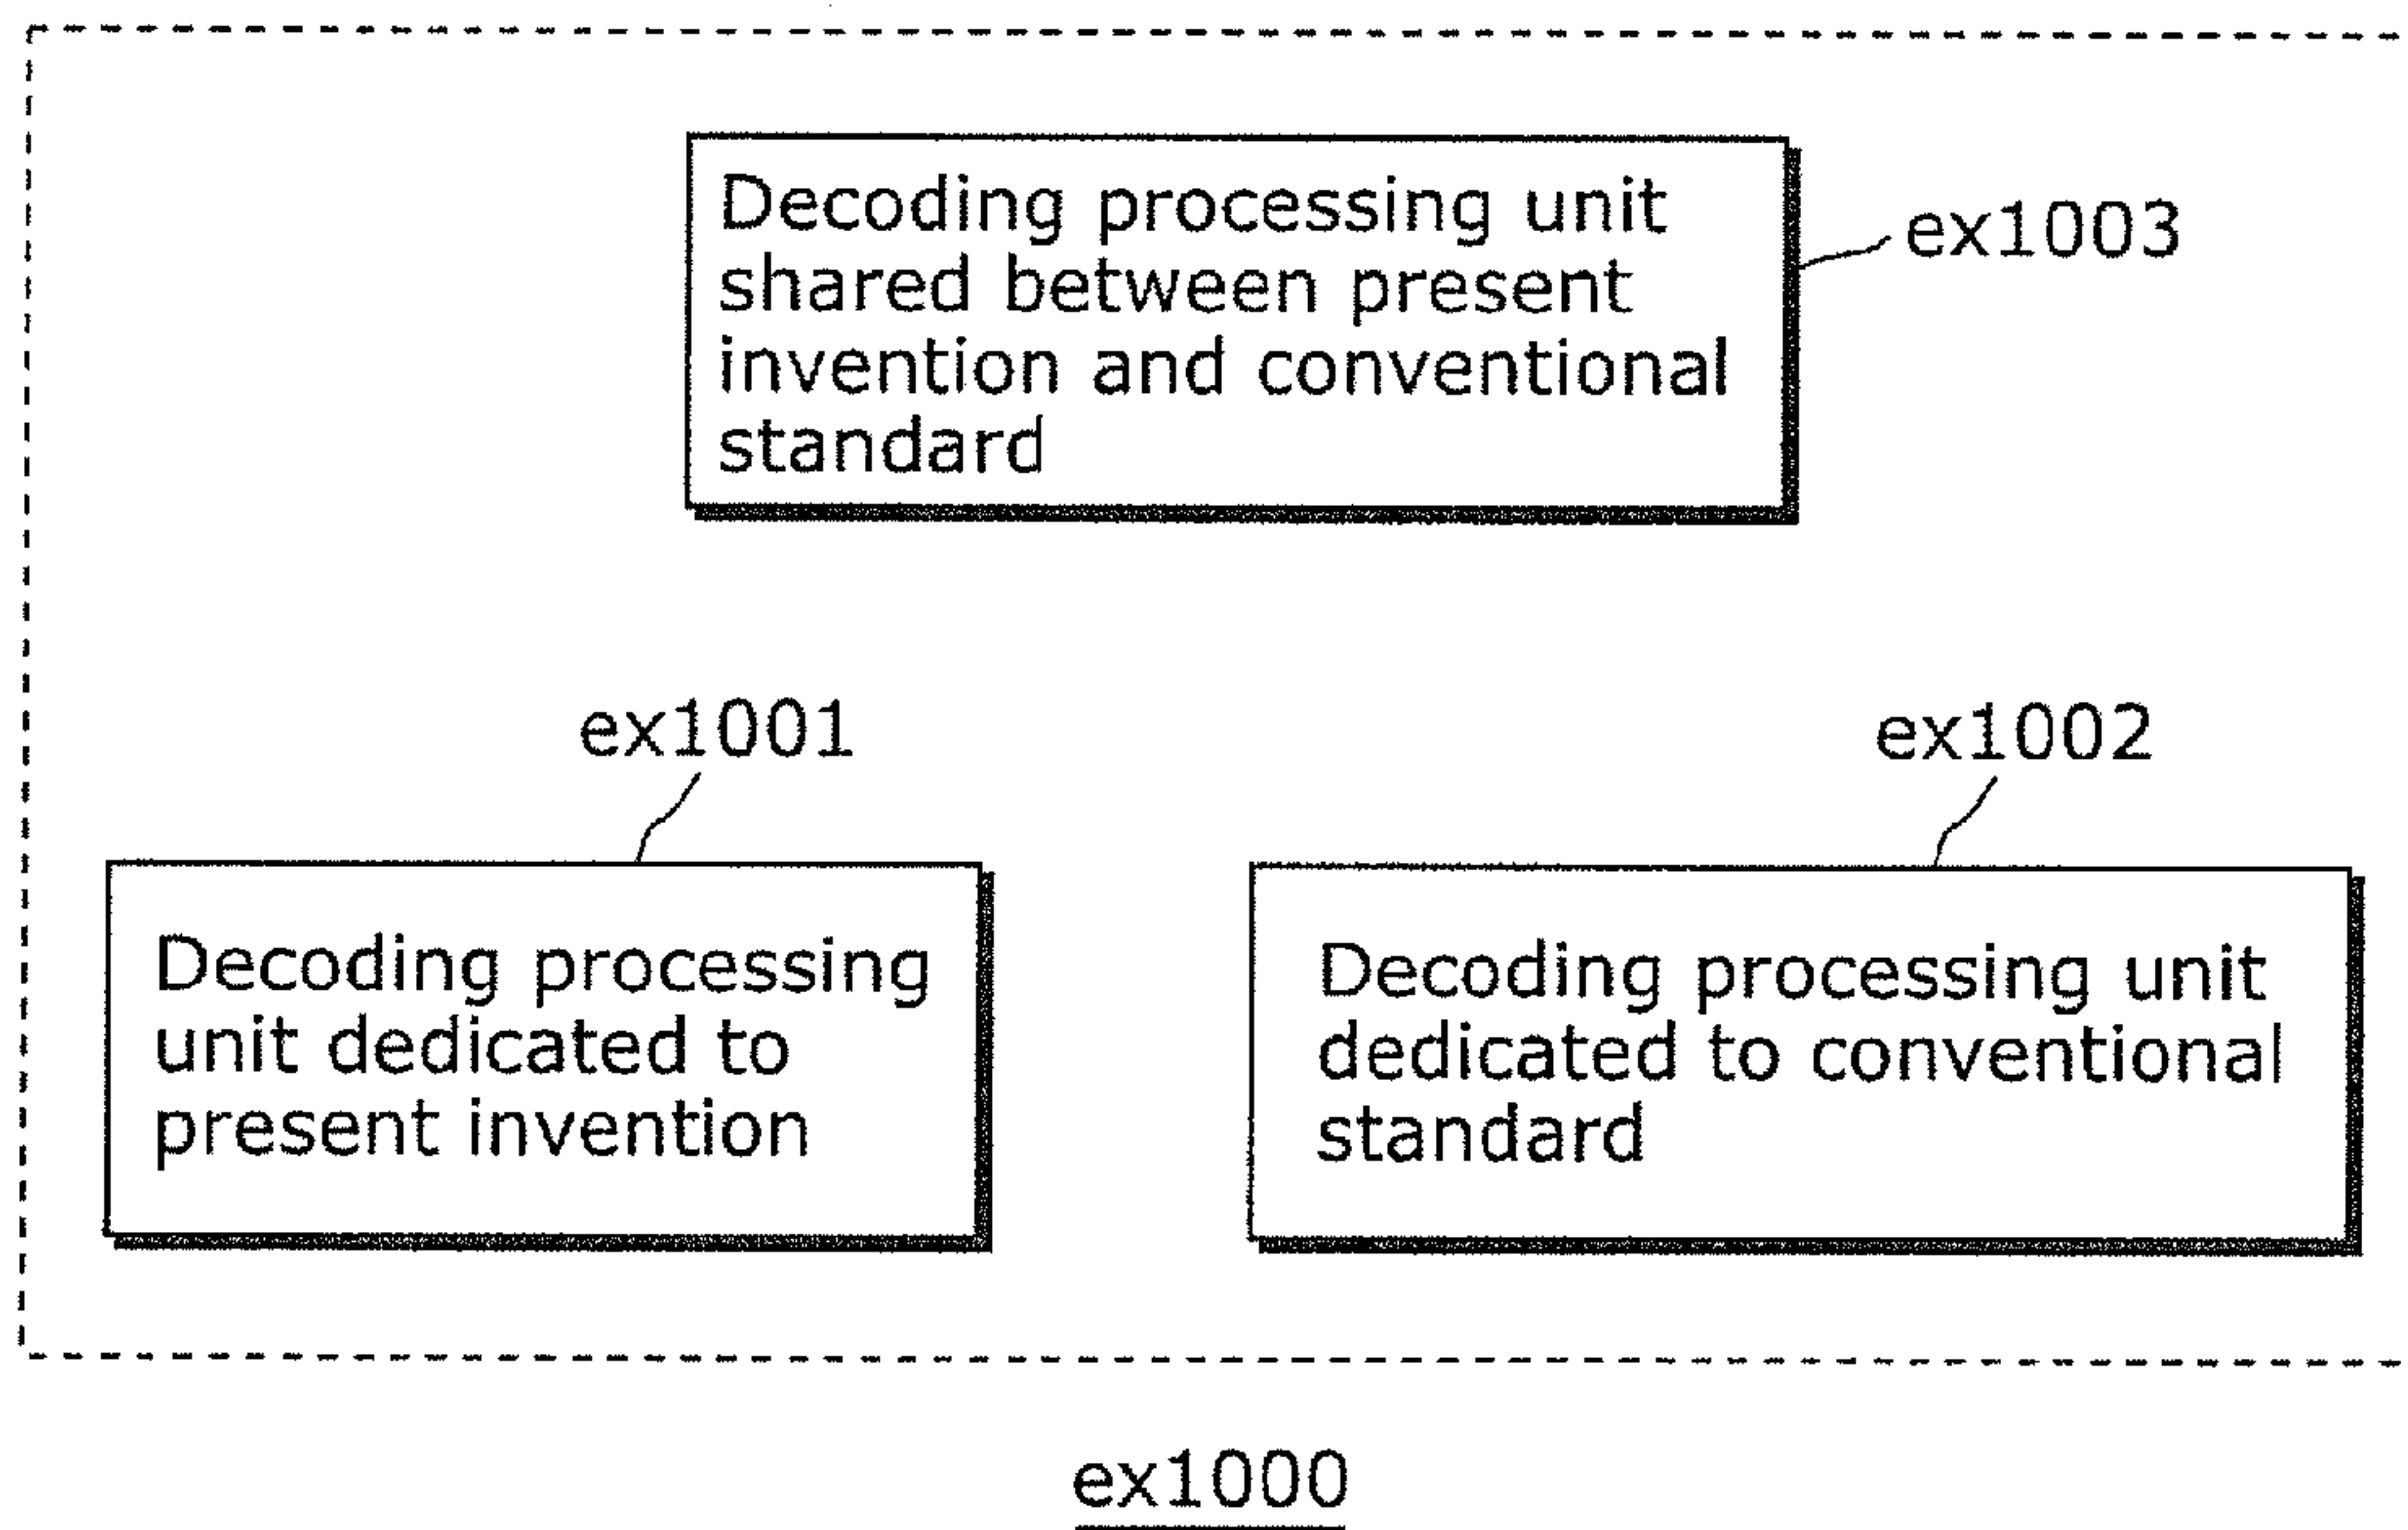 Decoding processing unit
shared between present
invention and conventional
standard
ex1003
ex1001
ex1002
Decoding processing
unit dedicated to
present invention
Decoding processing unit
dedicated to conventional
standard
ex1000